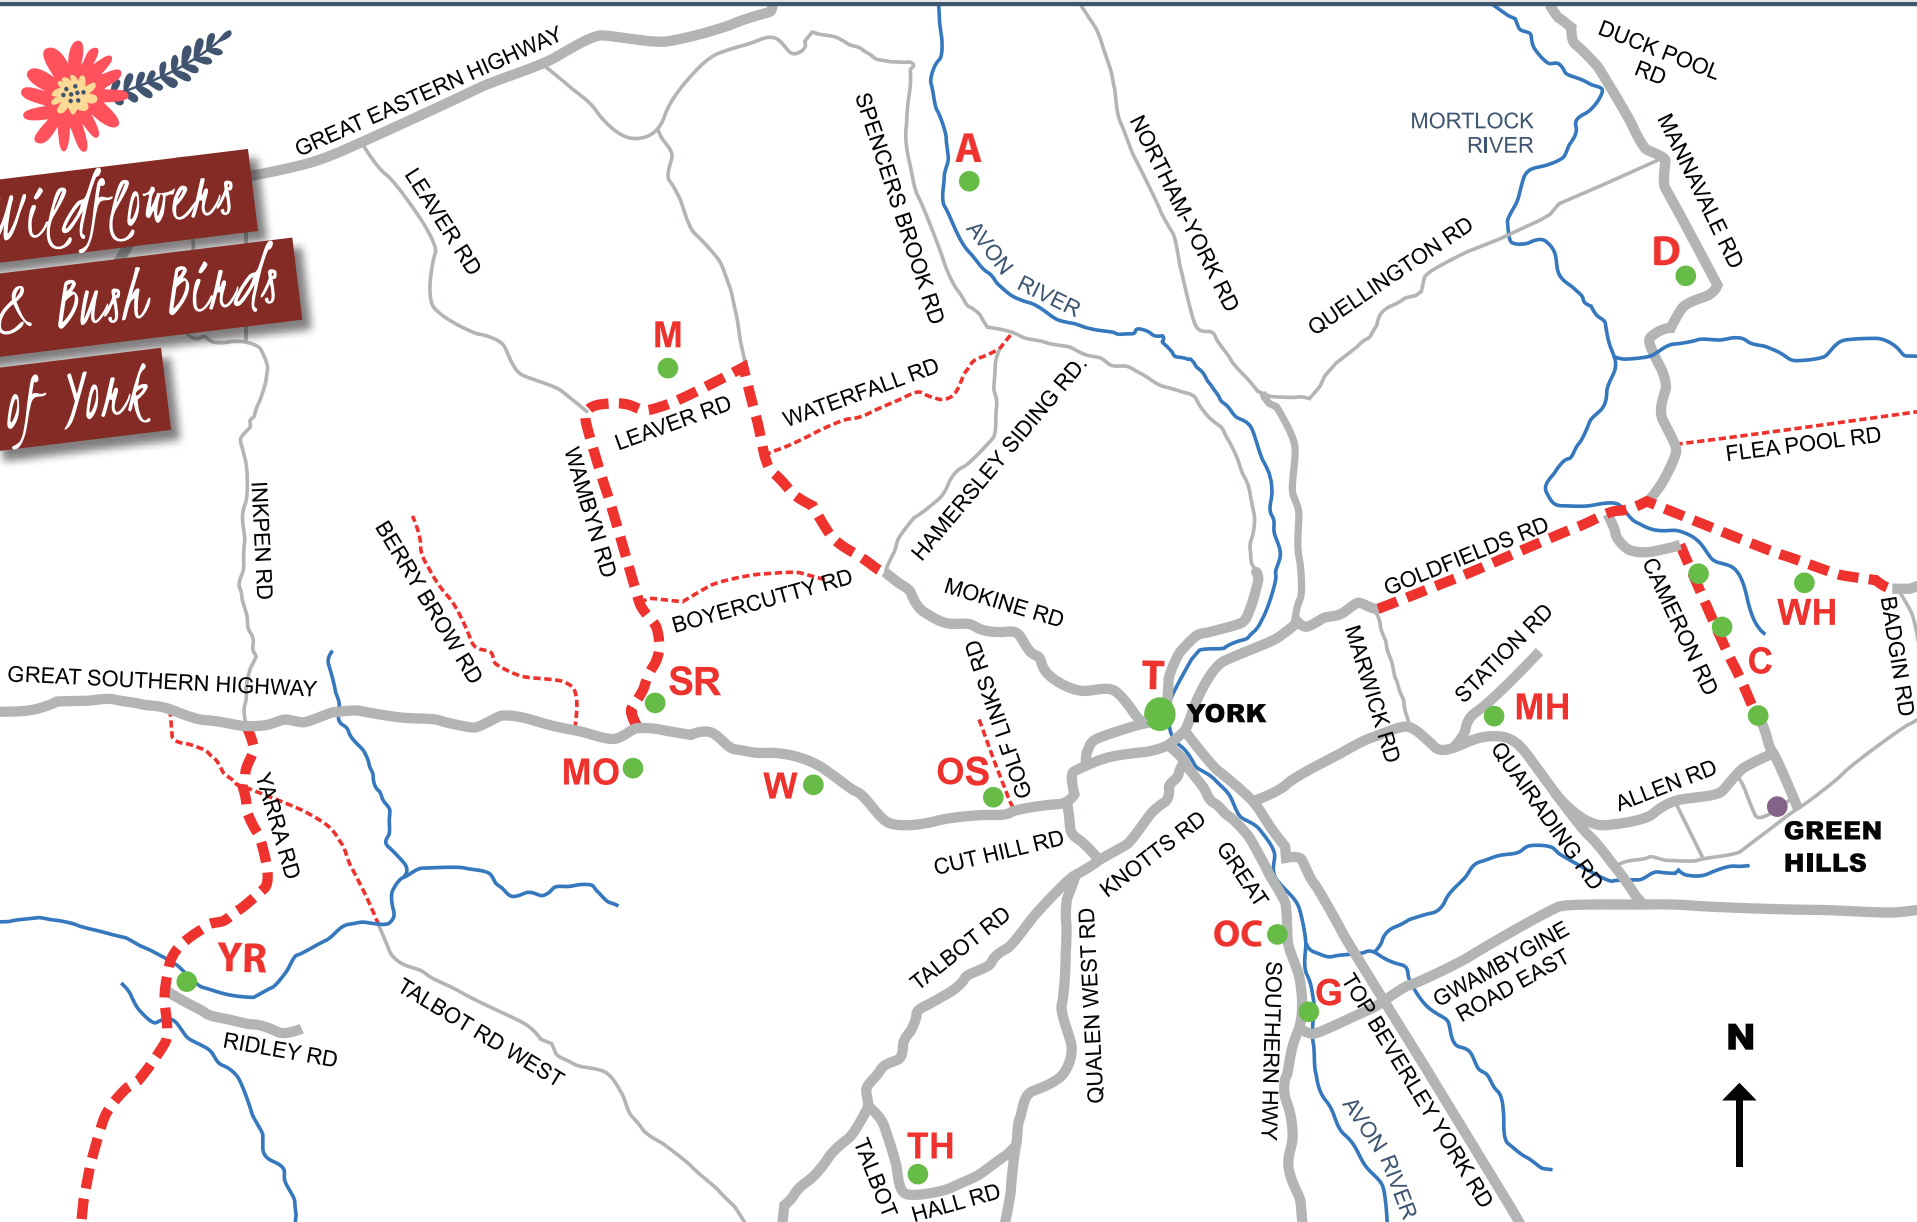 Wildflowers
& Bush Birds
of York
GREAT EASTERN HIGHWAY
LEAVER RD
SPENCERS BROOK RD
A
AVON RIVER
NORTHAM-YORK RD
MORTLOCK
RIVER
DUCK POOL
RD
MANNAVALE RD
D
QUELLINGTON RD
M
LEAVER RD
WATERFALL RD
HAMERSLEY SIDING RD.
FLEA POOL RD
INKPEN RD
BERRY BROW RD
WAMBYN RD
BOYERCUTTY RD
MOKINE RD
GOLDFIELDS RD
CAMERON RD
WH
BADGIN RD
C
GREAT SOUTHERN HIGHWAY
SR
GOLF LINKS RD
T
YORK
MARWICK RD
STATION RD
MH
MO
W
OS
YARRA RD
CUT HILL RD
KNOTTS RD
GREAT
QUAIRADING RD
ALLEN RD
GREEN
HILLS
YR
RIDLEY RD
TALBOT RD WEST
TALBOT RD
QUALEN WEST RD
OC
SOUTHERN HWY
G
TOP BEVERLEY YORK RD
GWAMBYGINE
ROAD EAST
N
AVON RIVER
TH
TALBOT
HALL RD